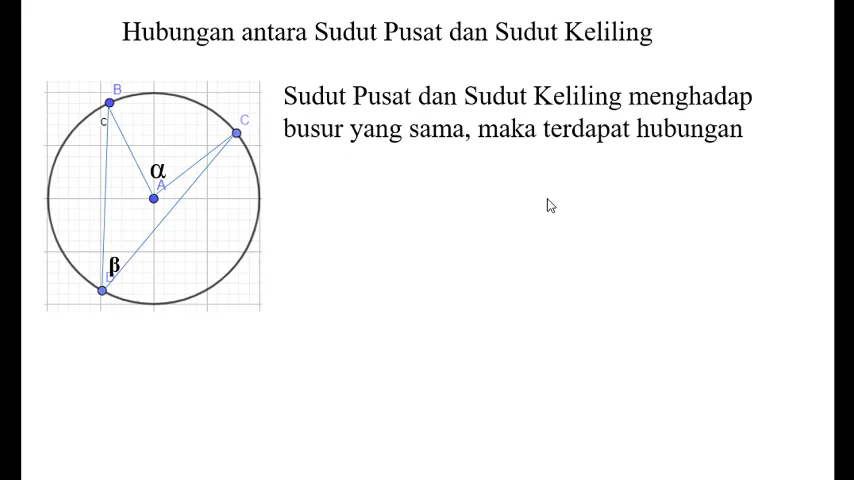 Hubungan antara Sudut Pusat dan Sudut Keliling
Sudut Pusat dan Sudut Keliling menghadap
busur yang sama, maka terdapat hubungan
B
c
C
α
A
β
D